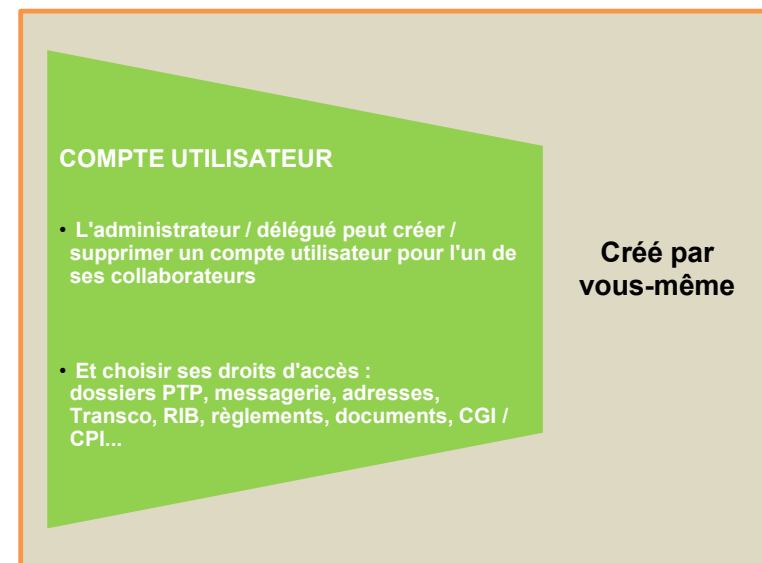 COMPTE UTILISATEUR
• L'administrateur / délégué peut créer /
supprimer un compte utilisateur pour l'un de
ses collaborateurs
Créé par
vous-même
• Et choisir ses droits d'accès :
dossiers PTP, messagerie, adresses,
Transco, RIB, règlements, documents, CGI /
CPI...